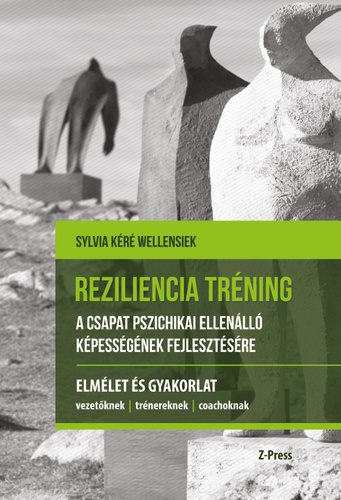 SYLVIA KÉRÉ WELLENSIEK
REZILIENCIA TRÉNING
A CSAPAT PSZICHIKAI ELLENÁLLÓ
KÉPESSÉGÉNEK FEJLESZTÉSÉRE
ELMÉLET ÉS GYAKORLAT
vezetőknek | trénereknek | coachoknak
Z-Press